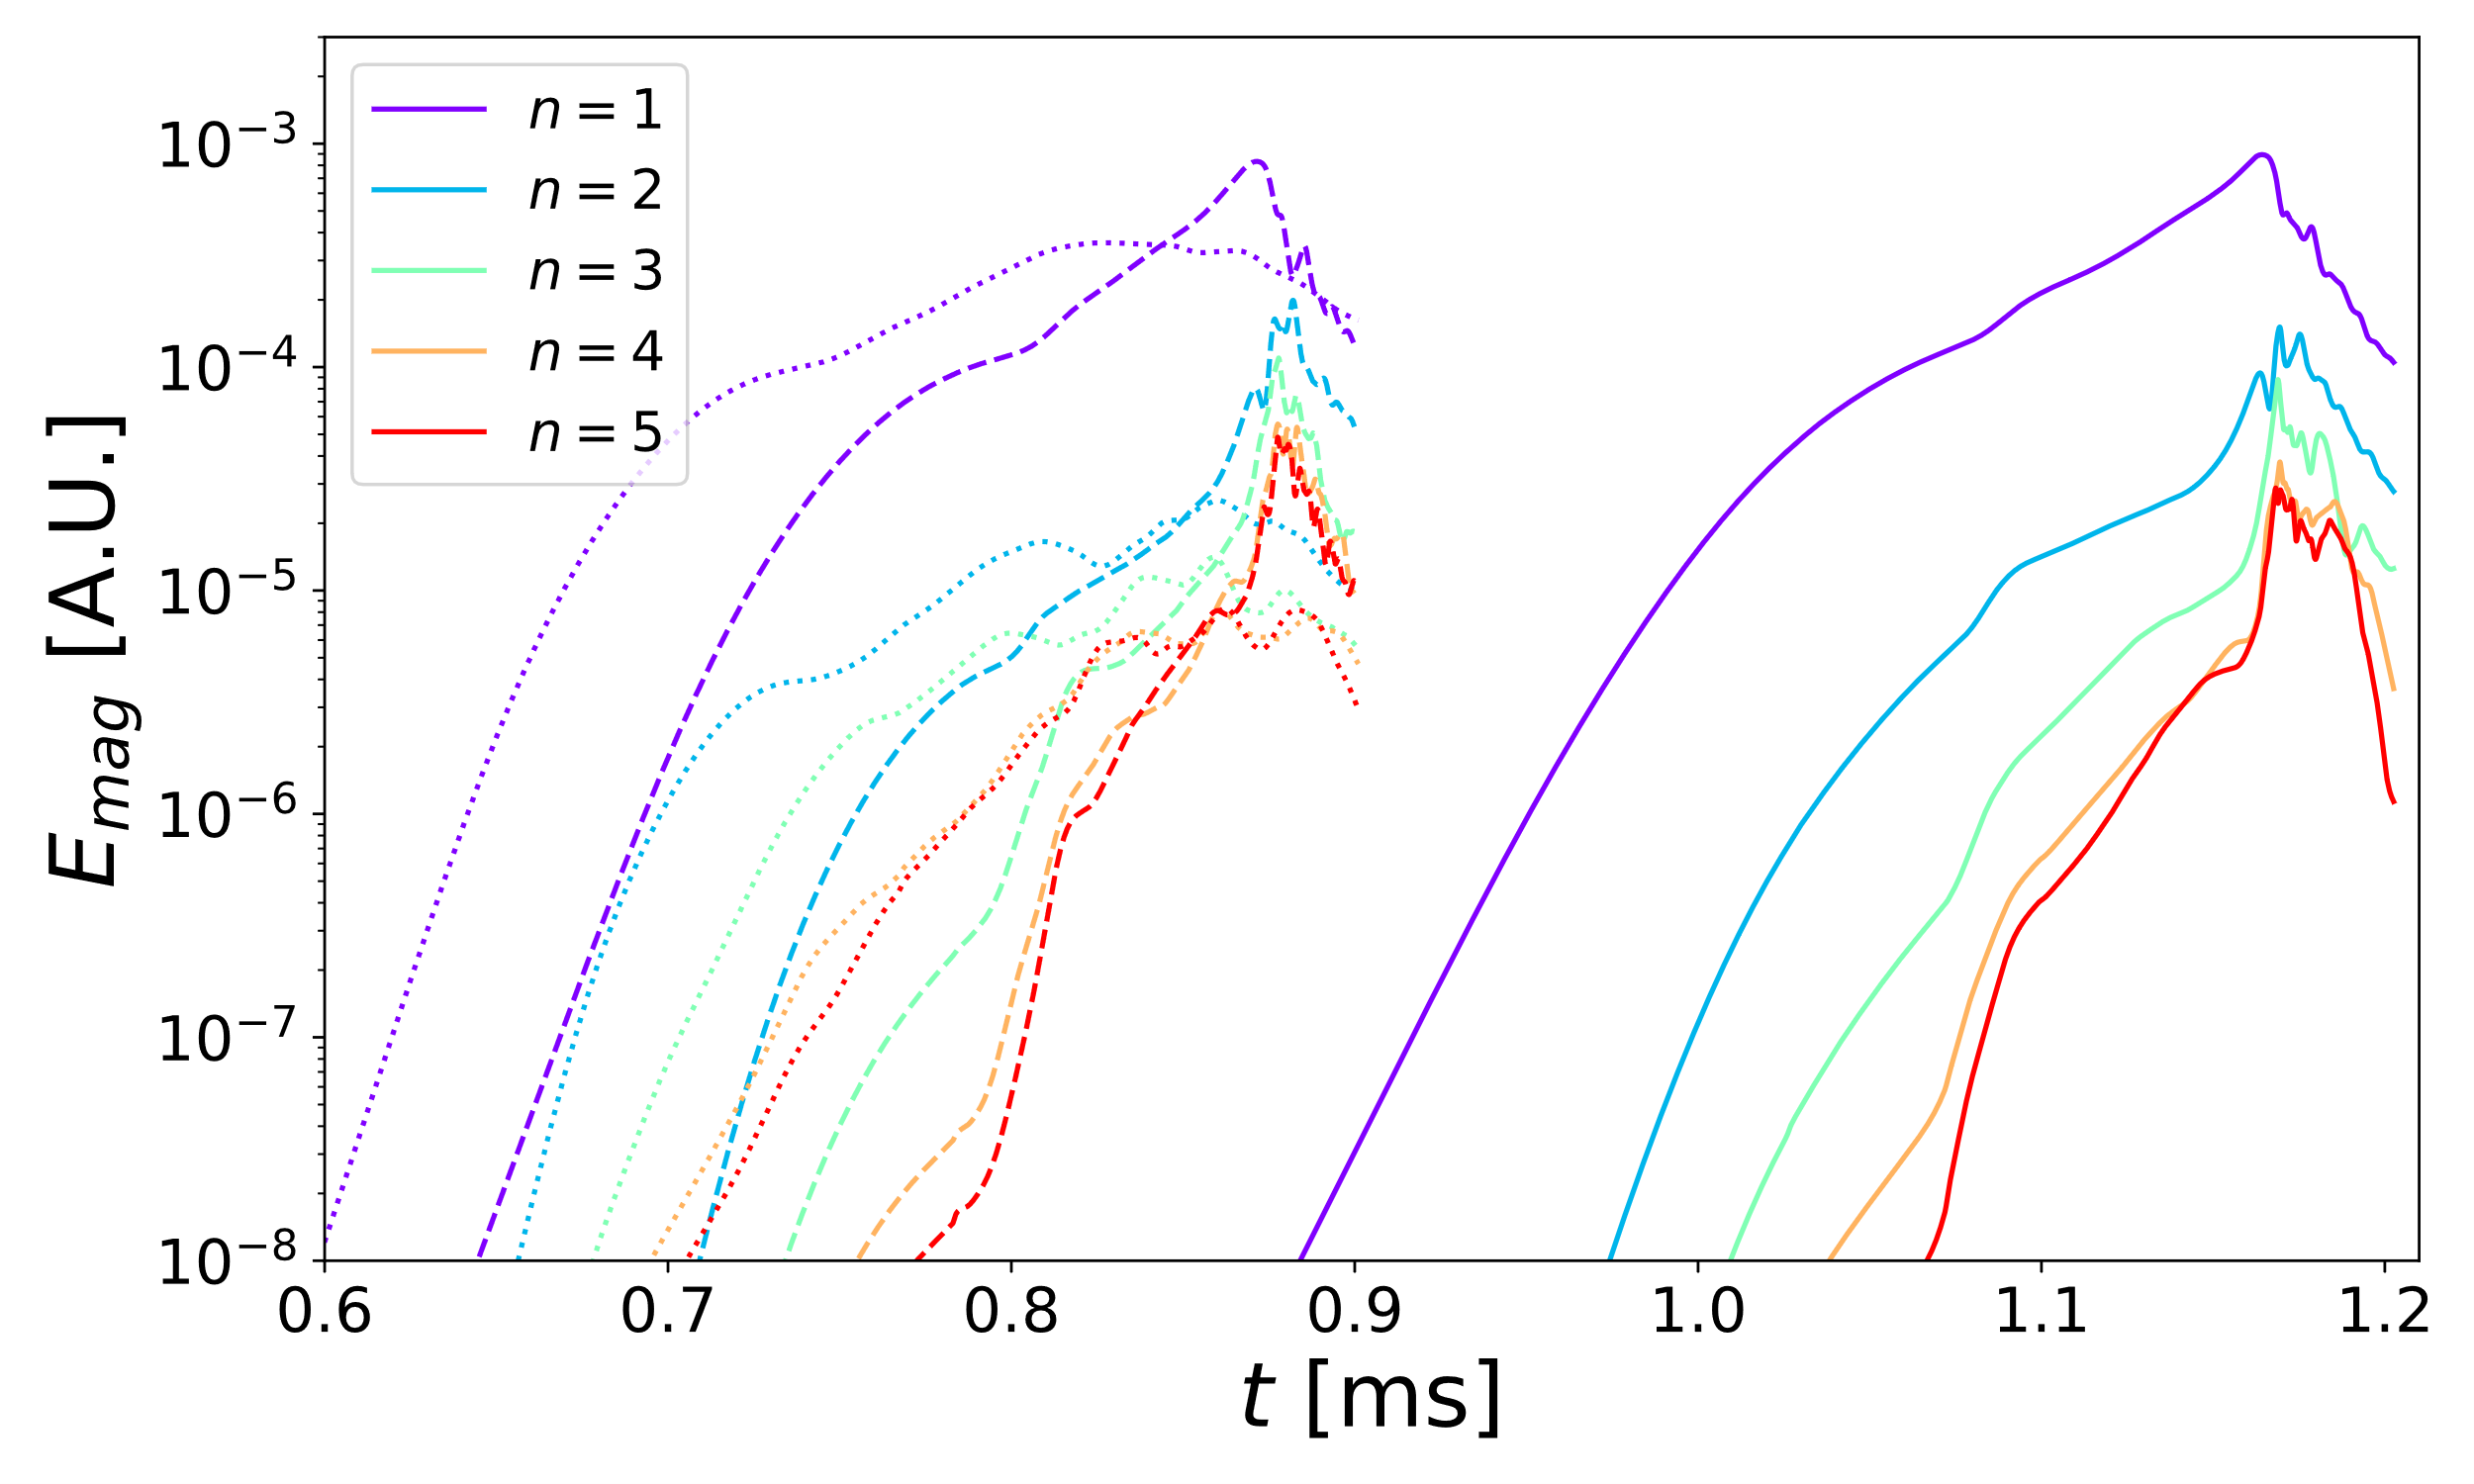 E_mag [A.U.]
10⁻³
10⁻⁴
10⁻⁵
10⁻⁶
10⁻⁷
10⁻⁸
n = 1
n = 2
n = 3
n = 4
n = 5
0.6 0.7 0.8 0.9 1.0 1.1 1.2
t [ms]